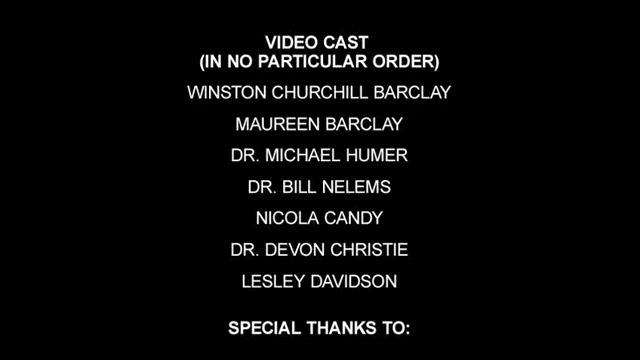 VIDEO CAST
(IN NO PARTICULAR ORDER)
WINSTON CHURCHILL BARCLAY
MAUREEN BARCLAY
DR. MICHAEL HUMER
DR. BILL NELEMS
NICOLA CANDY
DR. DEVON CHRISTIE
LESLEY DAVIDSON
SPECIAL THANKS TO: